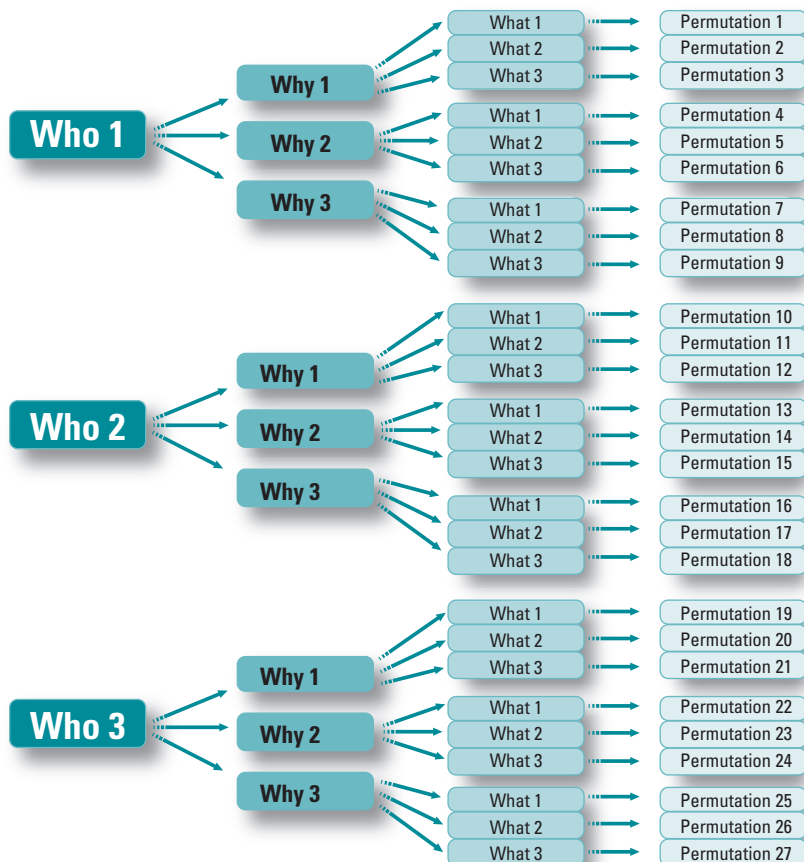 Who 1
Why 1
What 1
Permutation 1
What 2
Permutation 2
What 3
Permutation 3
Why 2
What 1
Permutation 4
What 2
Permutation 5
What 3
Permutation 6
Why 3
What 1
Permutation 7
What 2
Permutation 8
What 3
Permutation 9
Who 2
Why 1
What 1
Permutation 10
What 2
Permutation 11
What 3
Permutation 12
Why 2
What 1
Permutation 13
What 2
Permutation 14
What 3
Permutation 15
Why 3
What 1
Permutation 16
What 2
Permutation 17
What 3
Permutation 18
Who 3
Why 1
What 1
Permutation 19
What 2
Permutation 20
What 3
Permutation 21
Why 2
What 1
Permutation 22
What 2
Permutation 23
What 3
Permutation 24
Why 3
What 1
Permutation 25
What 2
Permutation 26
What 3
Permutation 27